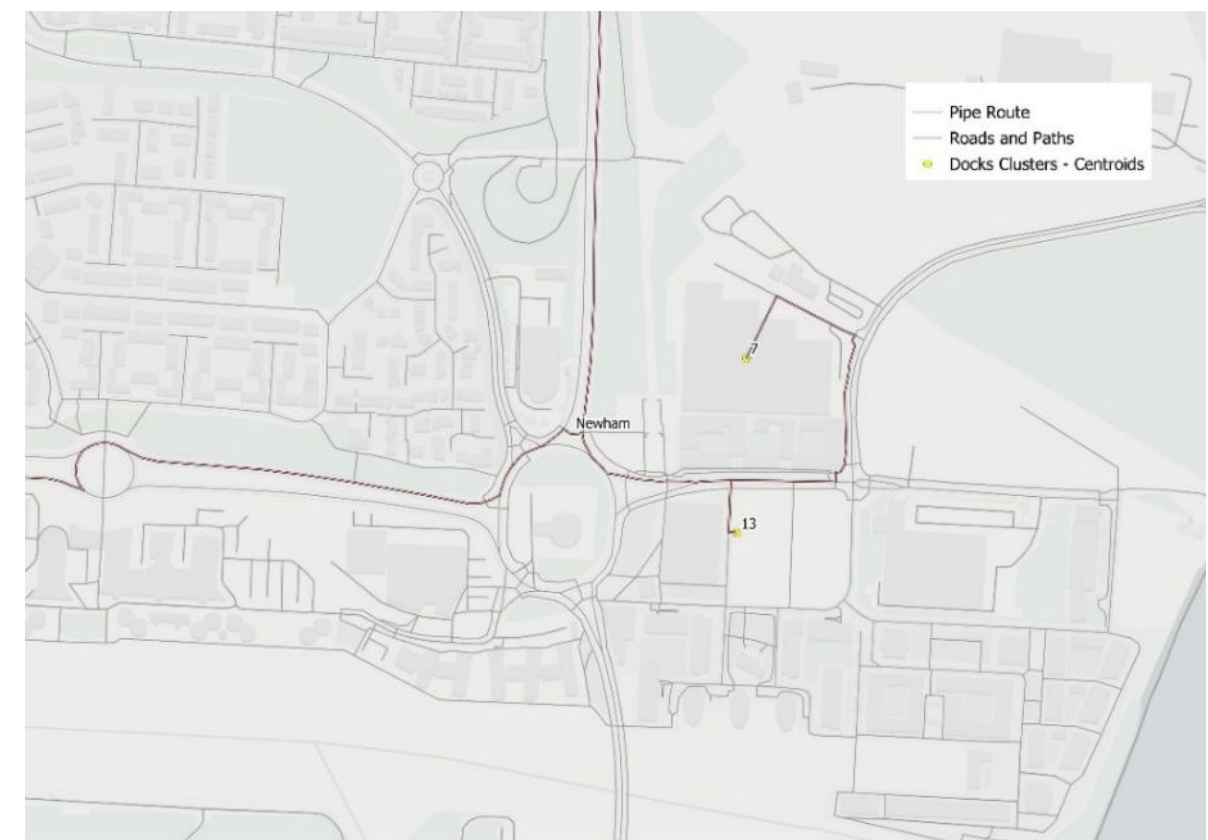 Pipe Route
Roads and Paths
Docks Clusters - Centroids
7
Newham
13